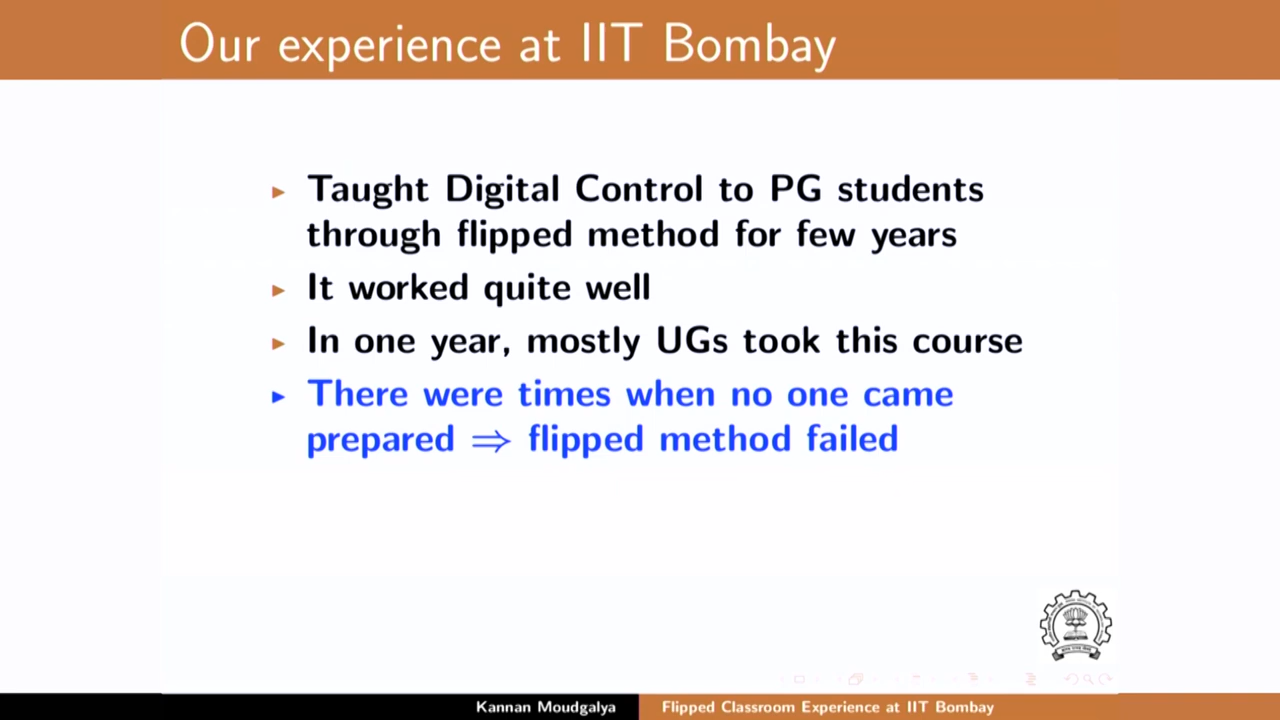 Our experience at IIT Bombay
▶ Taught Digital Control to PG students
through flipped method for few years
▶ It worked quite well
▶ In one year, mostly UGs took this course
▶ There were times when no one came
prepared ⇒ flipped method failed
Kannan Moudgalya
Flipped Classroom Experience at IIT Bombay